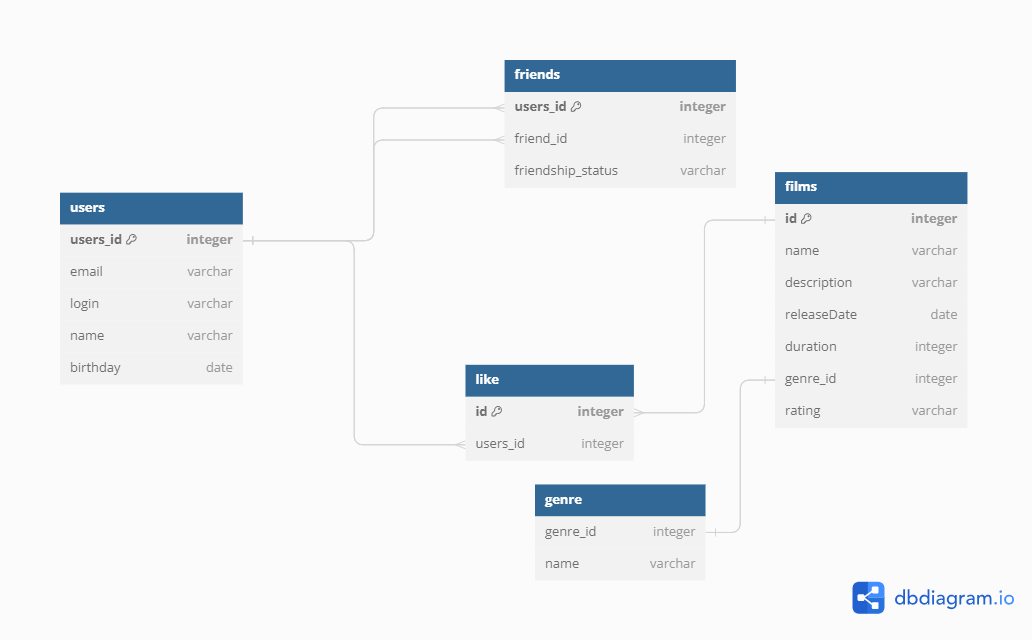 friends
users_id integer
friend_id integer
friendship_status varchar
films
id integer
name varchar
description varchar
releaseDate date
duration integer
genre_id integer
rating varchar
users
users_id integer
email varchar
login varchar
name varchar
birthday date
like
id integer
users_id integer
genre
genre_id integer
name varchar
dbdiagram.io